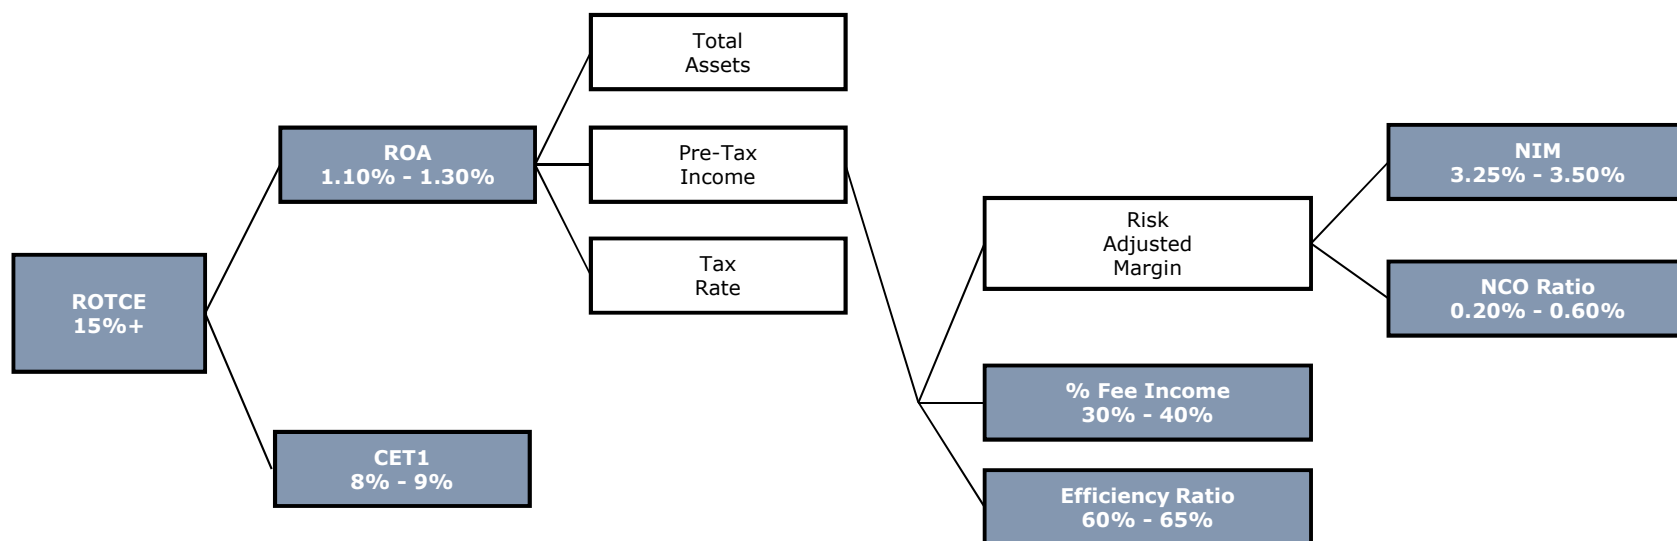 Total
Assets
ROA
1.10% - 1.30%
Pre-Tax
Income
NIM
3.25% - 3.50%
Risk
Adjusted
Margin
Tax
Rate
ROTCE
15%+
NCO Ratio
0.20% - 0.60%
% Fee Income
30% - 40%
CET1
8% - 9%
Efficiency Ratio
60% - 65%